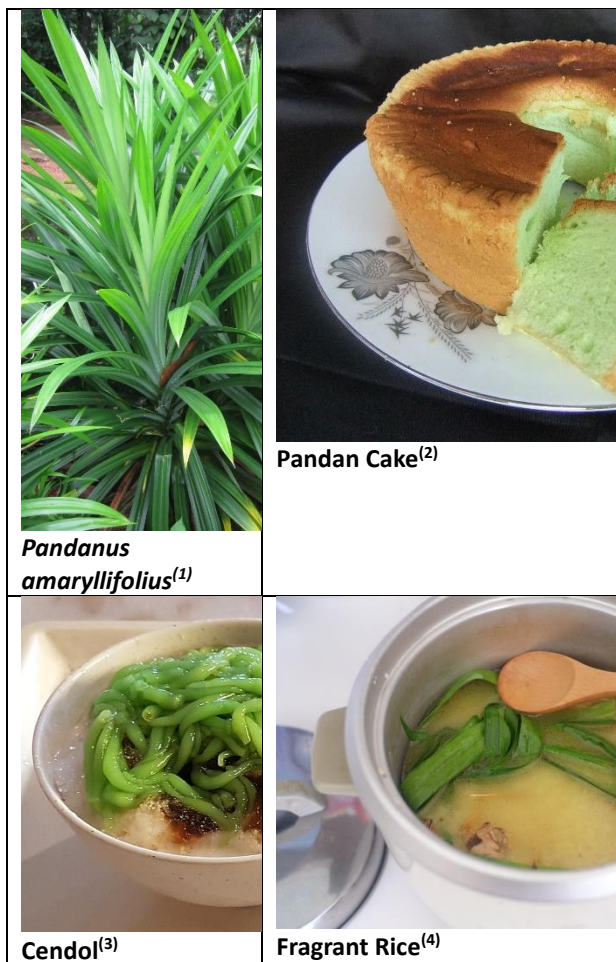 Pandanus
amaryllifolius(1)
Pandan Cake(2)
Cendol(3)
Fragrant Rice(4)